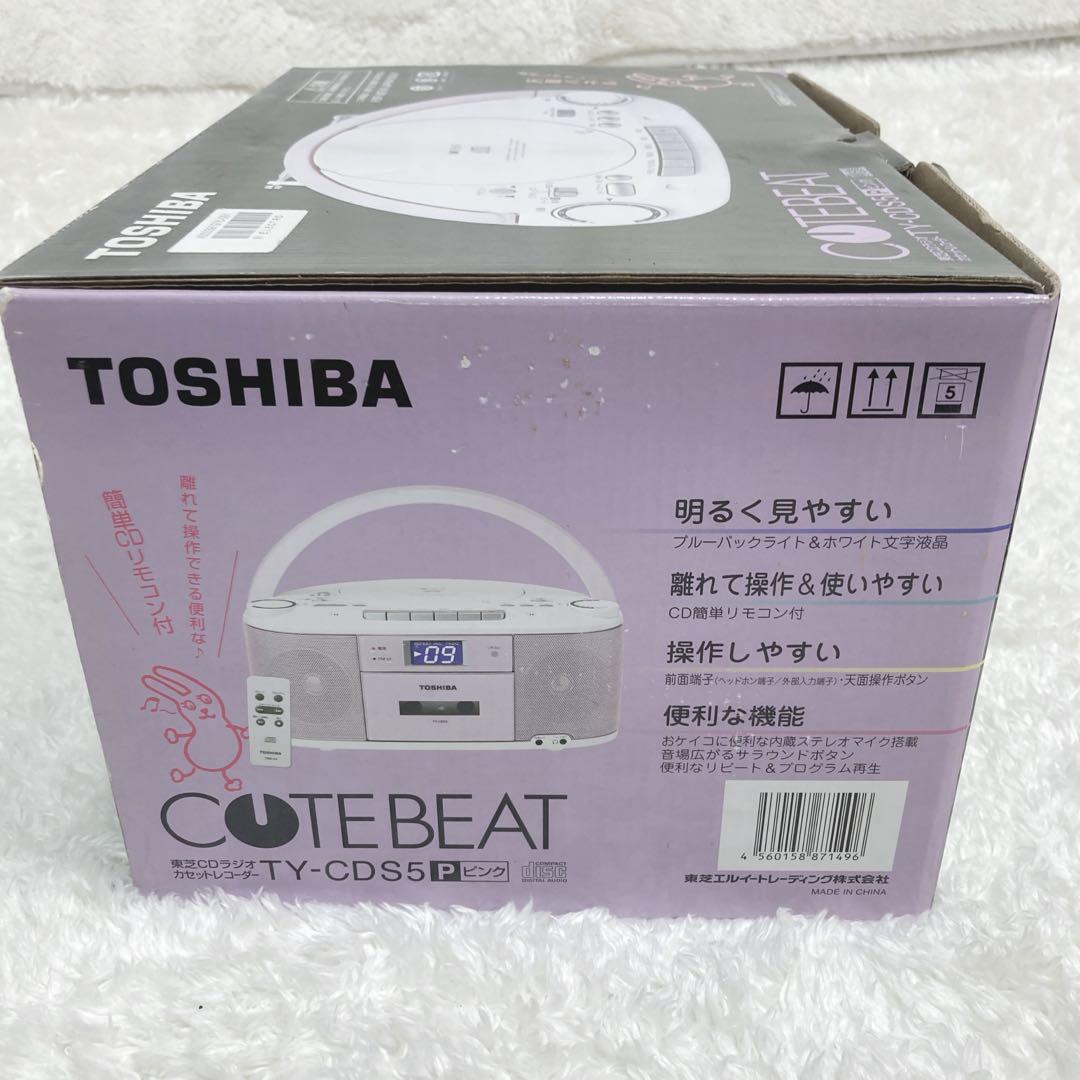 TOSHIBA
CUTEBEAT
TOSHIBA
5
離れて操作できる便利な♪
簡単CDリモコン付
明るく見やすい
ブルーバックライト＆ホワイト文字液晶
離れて操作＆使いやすい
CD簡単リモコン付
操作しやすい
前面端子(ヘッドホン端子／外部入力端子)・天面操作ボタン
便利な機能
おケイコに便利な内蔵ステレオマイク搭載
音場広がるサラウンドボタン
便利なリピート＆プログラム再生
09
TOSHIBA
TOSHIBA
CUTEBEAT
東芝CDラジオ
カセットレコーダー
TY-CDS5 P ピンク
COMPACT
disc
DIGITAL AUDIO
4 560158 871496
東芝エルイートレーディング株式会社
MADE IN CHINA